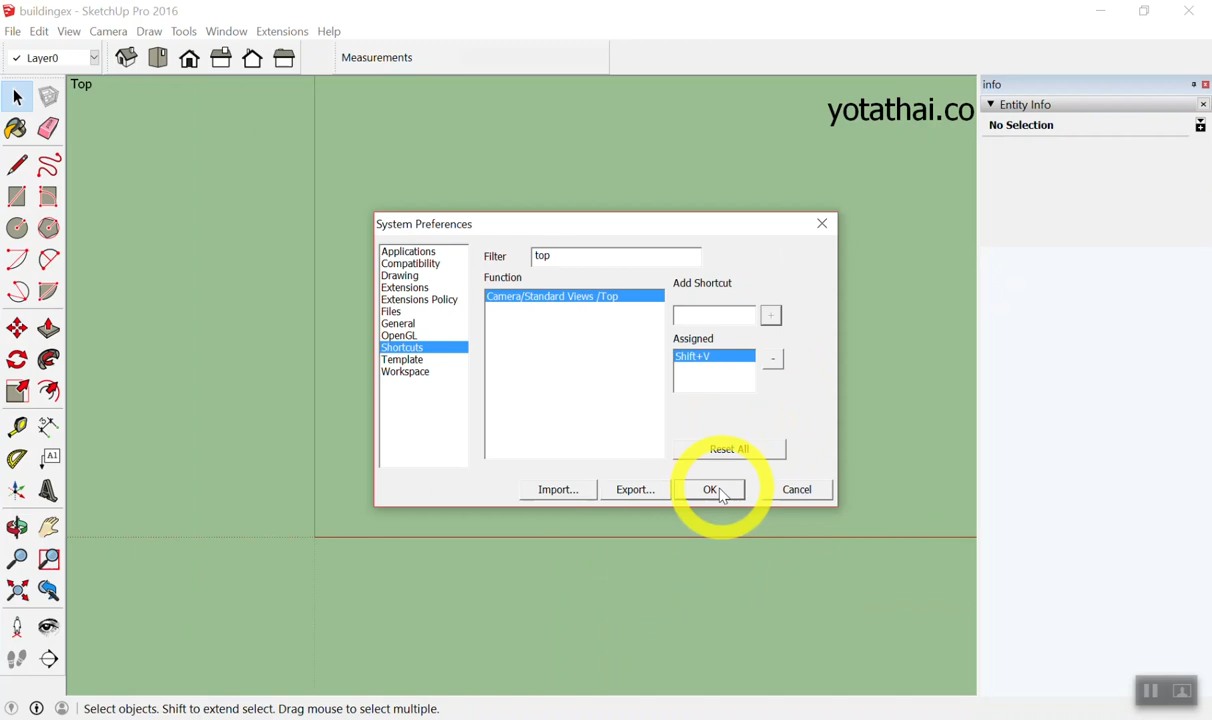 buildingex - SketchUp Pro 2016
File Edit View Camera Draw Tools Window Extensions Help
Layer0
Measurements
Top
yotathai.co
info
Entity Info
No Selection
System Preferences
Applications
Compatibility
Drawing
Extensions
Extensions Policy
Files
General
OpenGL
Shortcuts
Template
Workspace
Filter top
Function
Camera/Standard Views /Top
Add Shortcut
+
Assigned
Shift+V
-
Reset All
Import... Export... OK Cancel
A1
Select objects. Shift to extend select. Drag mouse to select multiple.